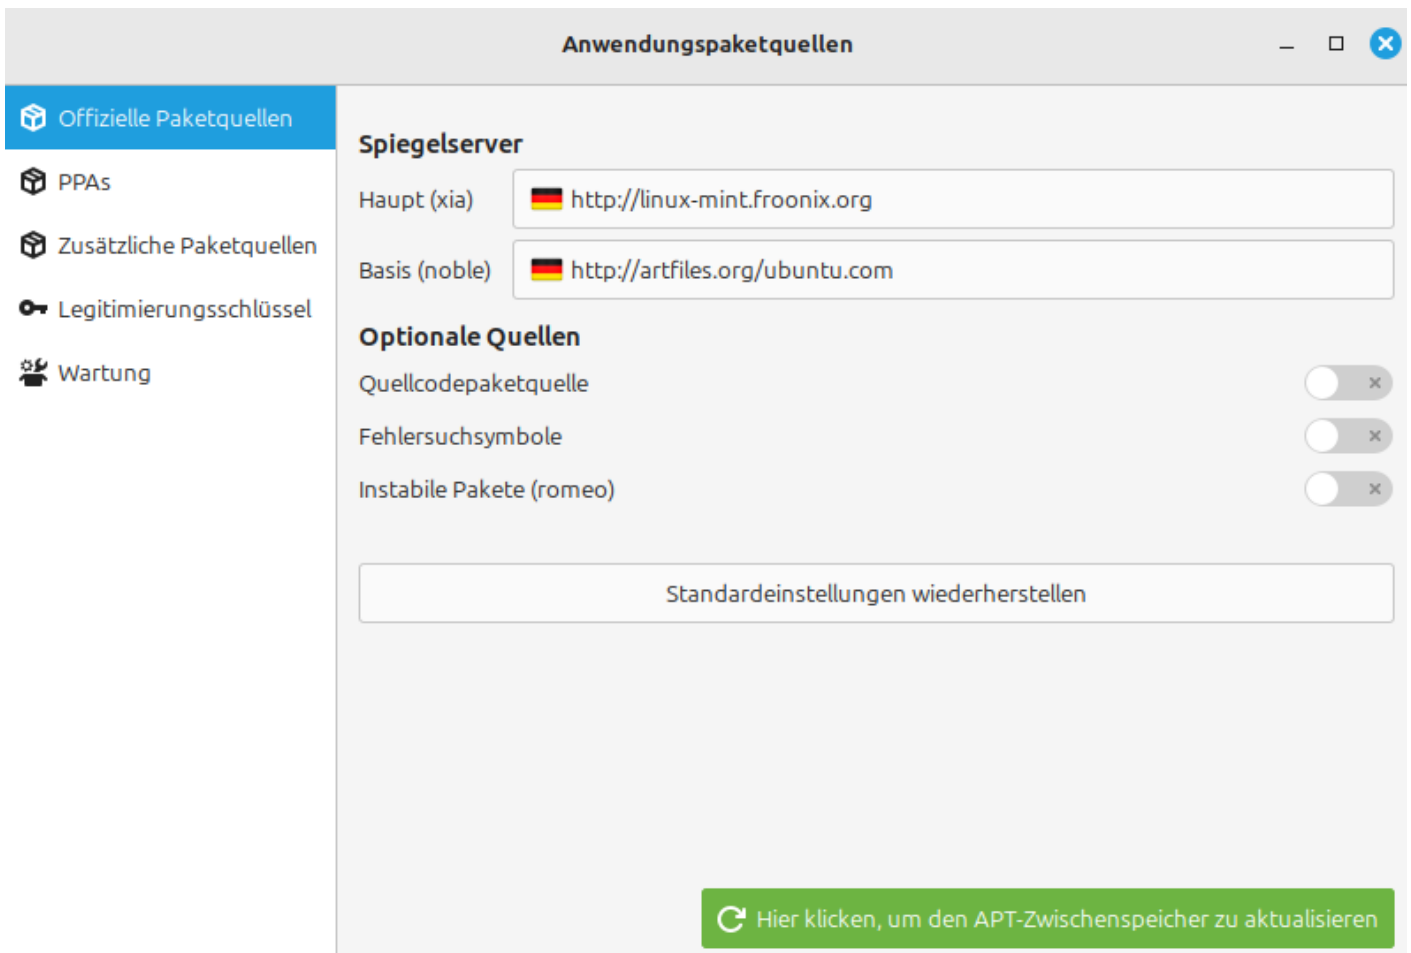 Anwendungspaketquellen
Offizielle Paketquellen
PPAs
Zusätzliche Paketquellen
Legitimierungsschlüssel
Wartung
Spiegelserver
Haupt (xia) http://linux-mint.froonix.org
Basis (noble) http://artfiles.org/ubuntu.com
Optionale Quellen
Quellcodepaketquelle
Fehlersuchsymbole
Instabile Pakete (romeo)
Standardeinstellungen wiederherstellen
Hier klicken, um den APT-Zwischenspeicher zu aktualisieren